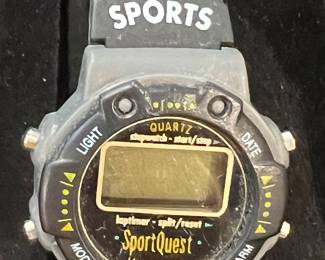 SPORTS
QUARTZ
stopwatch - start/stop
LIGHT
DATE
laptimer - split/reset
SportQuest